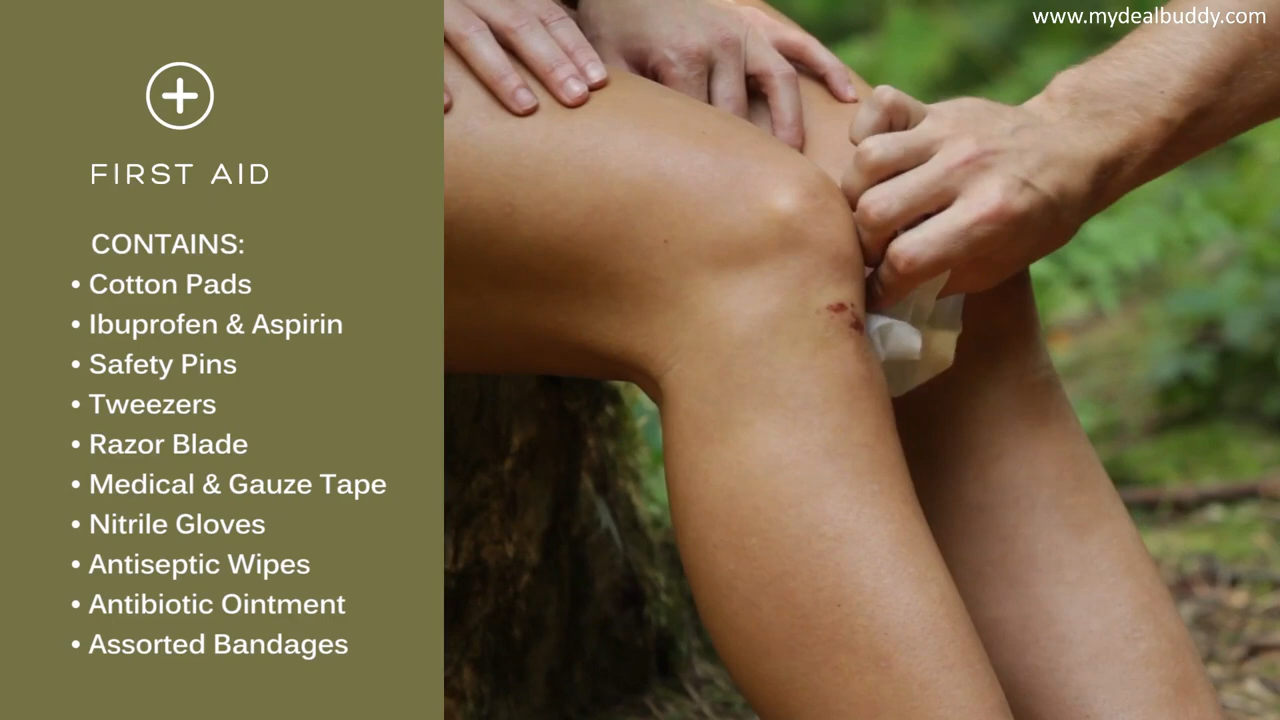 www.mydealbuddy.com
FIRST AID
CONTAINS:
• Cotton Pads
• Ibuprofen & Aspirin
• Safety Pins
• Tweezers
• Razor Blade
• Medical & Gauze Tape
• Nitrile Gloves
• Antiseptic Wipes
• Antibiotic Ointment
• Assorted Bandages